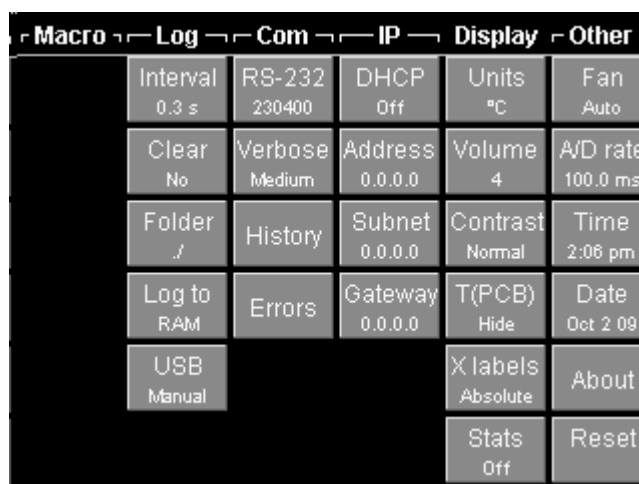 Macro Log Com IP Display Other
Interval RS-232 DHCP Units Fan
0.3 s 230400 Off °C Auto
Clear Verbose Address Volume A/D rate
No Medium 0.0.0.0 4 100.0 ms
Folder History Subnet Contrast Time
./ 0.0.0.0 Normal 2:06 pm
Log to Errors Gateway T(PCB) Date
RAM 0.0.0.0 Hide Oct 2 09
USB X labels About
Manual Absolute
Stats Reset
Off